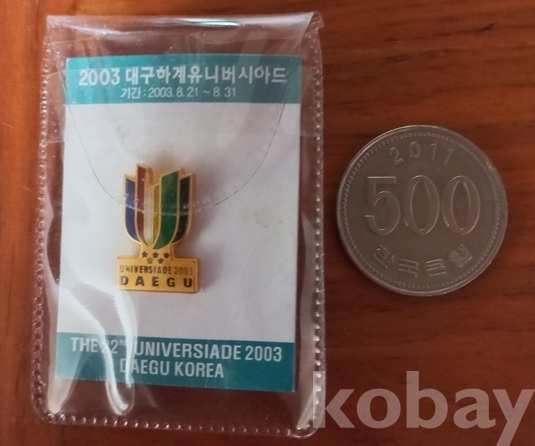 2003 대구하계유니버시아드
기간 : 2003. 8. 21 ~ 8. 31
UNIVERSIADE 2003
DAEGU
THE 22ND UNIVERSIADE 2003
DAEGU KOREA
2011
500
한국은행
kobay